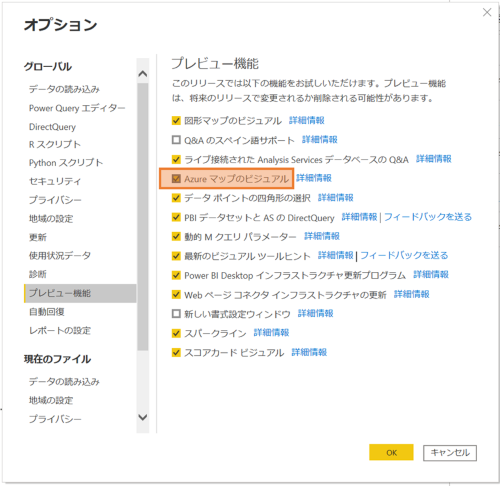 オプション
グローバル
データの読み込み
Power Query エディター
DirectQuery
R スクリプト
Python スクリプト
セキュリティ
プライバシー
地域の設定
更新
使用状況データ
診断
プレビュー機能
自動回復
レポートの設定
現在のファイル
データの読み込み
地域の設定
プライバシー
プレビュー機能
このリリースでは以下の機能をお試しいただけます。プレビュー機能
は、将来のリリースで変更されるか削除される可能性があります。
図形マップのビジュアル 詳細情報
Q&A のスペイン語サポート 詳細情報
ライブ接続された Analysis Services データベースの Q&A 詳細情報
Azure マップのビジュアル 詳細情報
データ ポイントの四角形の選択 詳細情報
PBI データセットと AS の DirectQuery 詳細情報 | フィードバックを送る
動的 M クエリ パラメーター 詳細情報
最新のビジュアル ツールヒント 詳細情報 | フィードバックを送る
Power BI Desktop インフラストラクチャ更新プログラム 詳細情報
Web ページ コネクタ インフラストラクチャの更新 詳細情報
新しい書式設定ウィンドウ 詳細情報
スパークライン 詳細情報
スコアカード ビジュアル 詳細情報
OK キャンセル